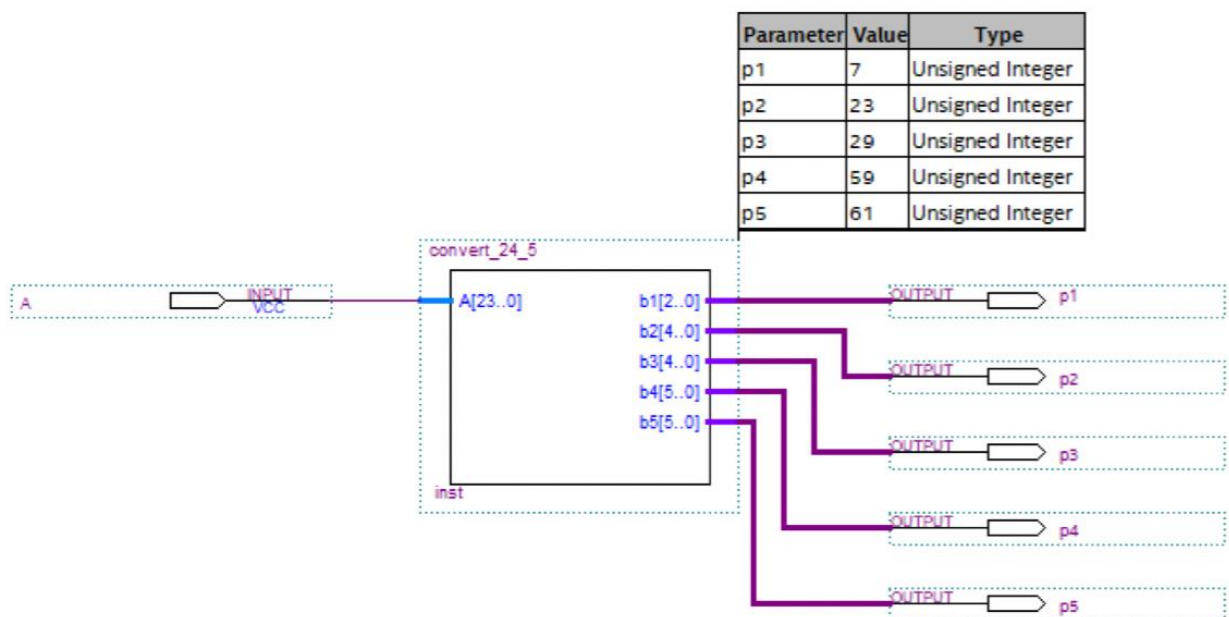 Parameter Value Type
p1 7 Unsigned Integer
p2 23 Unsigned Integer
p3 29 Unsigned Integer
p4 59 Unsigned Integer
p5 61 Unsigned Integer
convert_24_5
A INPUT VCC A[23..0] b1[2..0] OUTPUT p1
b2[4..0]
b3[4..0] OUTPUT p2
b4[5..0]
b5[5..0]
OUTPUT p3
inst
OUTPUT p4
OUTPUT p5